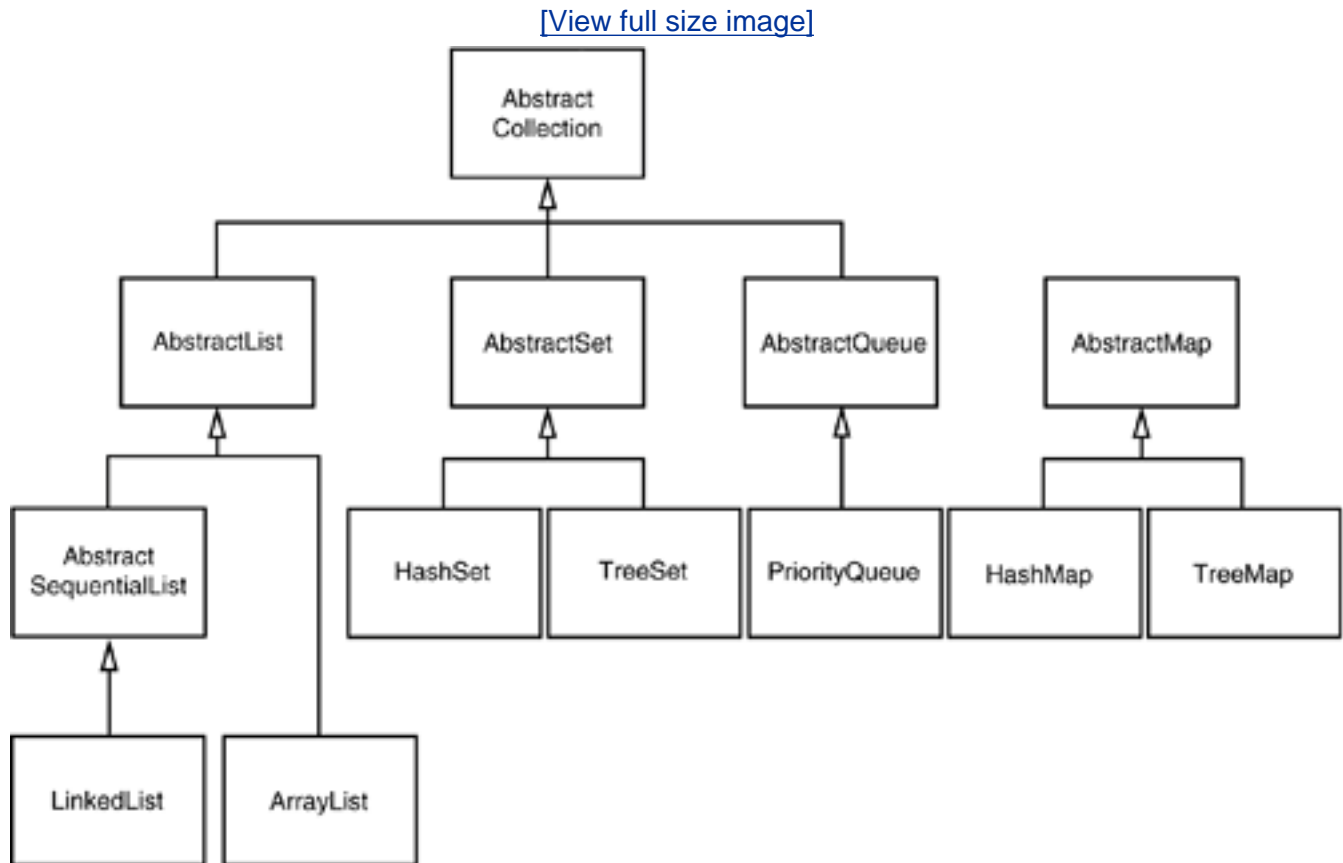 [View full size image]
Abstract
Collection
AbstractList
AbstractSet
AbstractQueue
AbstractMap
Abstract
SequentialList
HashSet
TreeSet
PriorityQueue
HashMap
TreeMap
LinkedList
ArrayList